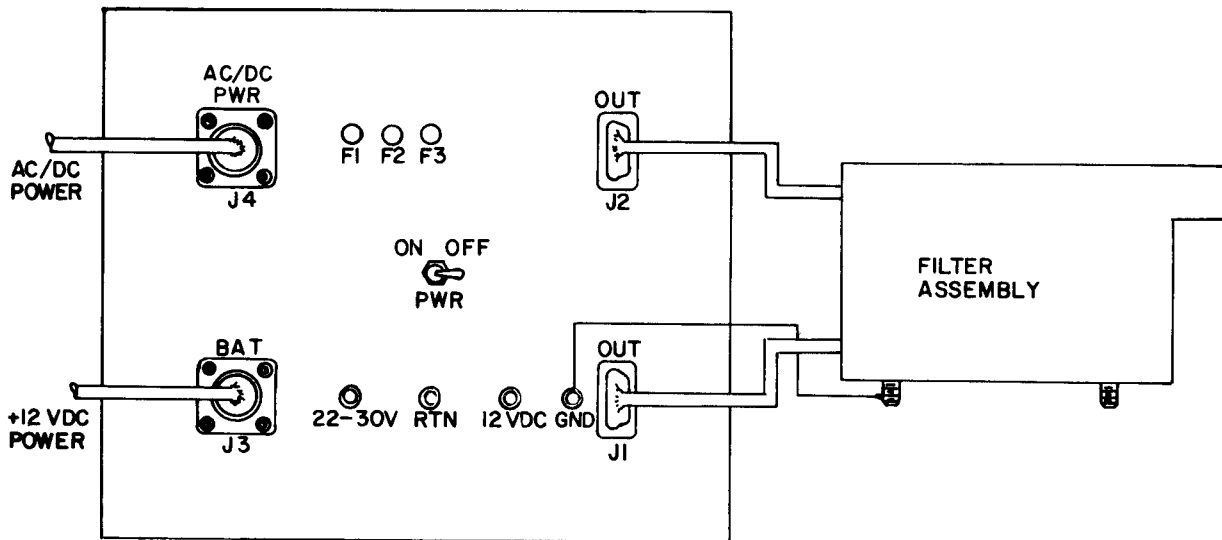 AC/DC
PWR
OUT
F1 F2 F3
AC/DC
POWER
J4
J2
ON OFF
FILTER
ASSEMBLY
PWR
BAT
OUT
+12 VDC
POWER
22-30V RTN 12 VDC GND
J3
J1